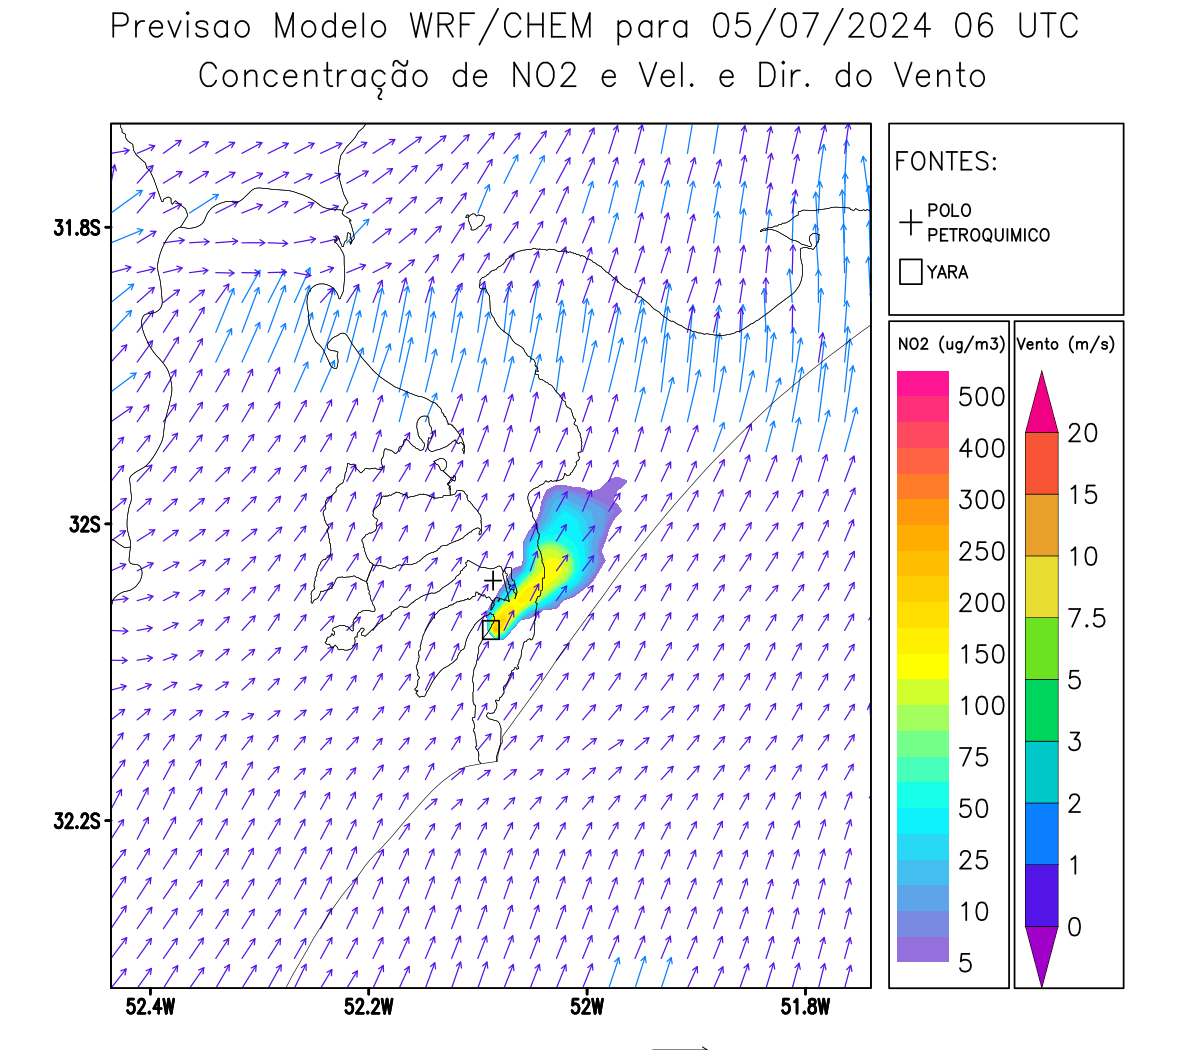 Previsao Modelo WRF/CHEM para 05/07/2024 06 UTC
Concentração de NO2 e Vel. e Dir. do Vento
FONTES:
POLO
PETROQUIMICO
YARA
31.8S
32S
32.2S
52.4W
52.2W
52W
51.8W
NO2 (ug/m3)
500
400
300
250
200
150
100
75
50
25
10
5
Vento (m/s)
20
15
10
7.5
5
3
2
1
0